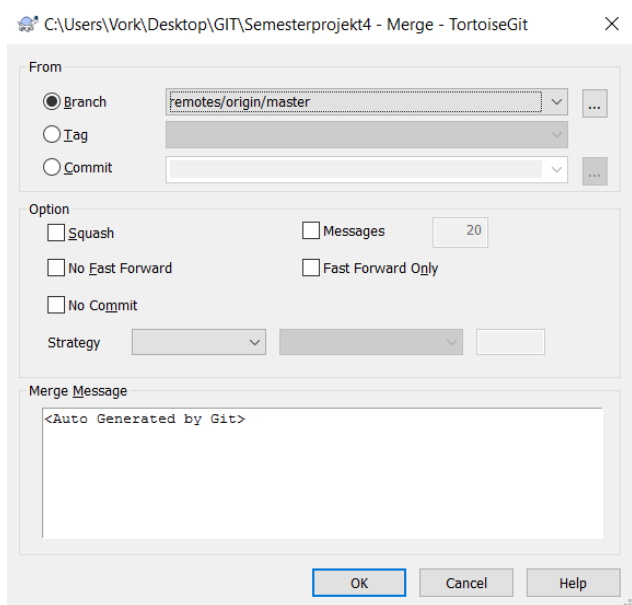 C:\Users\Vork\Desktop\GIT\Semesterprojekt4 - Merge - TortoiseGit
From
Branch remotes/origin/master ...
Tag
Commit ...
Option
Squash Messages 20
No Fast Forward Fast Forward Only
No Commit
Strategy
Merge Message
<Auto Generated by Git>
OK Cancel Help